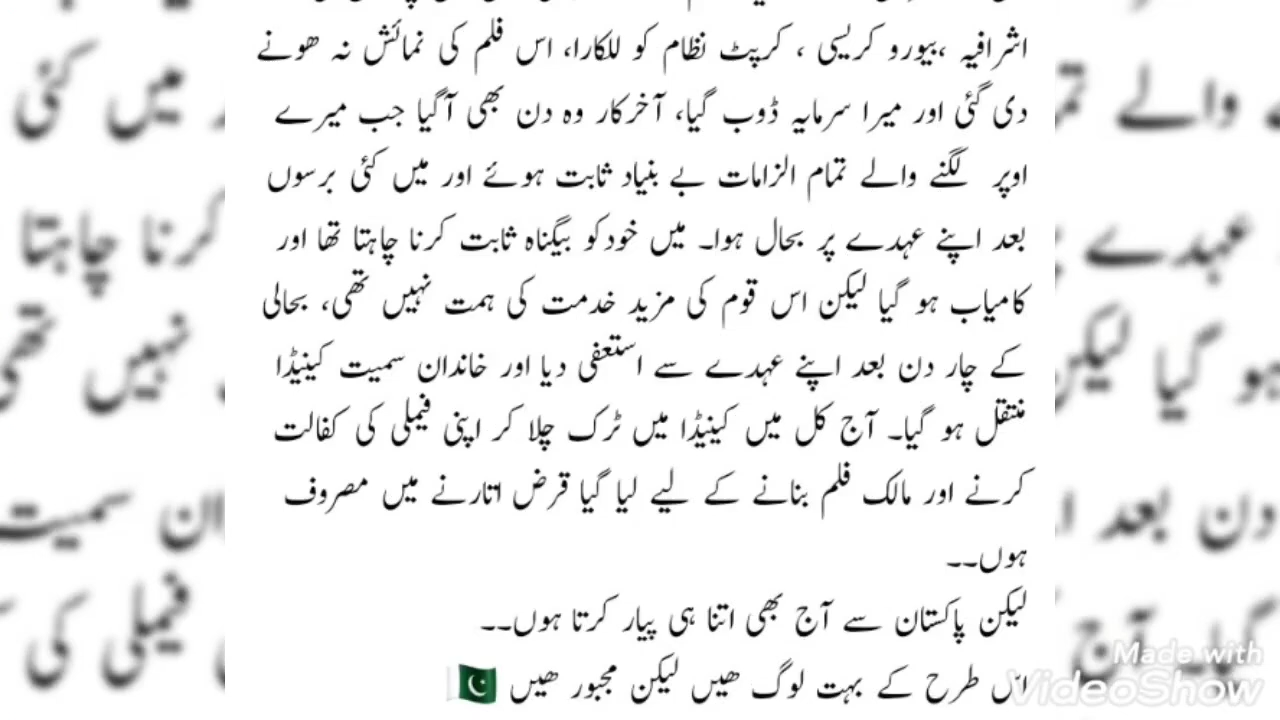 اشرافیہ ،بیورو کریسی ، کرپٹ نظام کو للکارا، اس فلم کی نمائش نہ ھونے
دی گئی اور میرا سرمایہ ڈوب گیا، آخرکار وہ دن بھی آگیا جب میرے
اوپر لگنے والے تمام الزامات بے بنیاد ثابت ہوئے اور میں کئی برسوں
بعد اپنے عہدے پر بحال ہوا۔ میں خودکو بیگناہ ثابت کرنا چاہتا تھا اور
کامیاب ہو گیا لیکن اس قوم کی مزید خدمت کی ہمت نہیں تھی، بحالی
کے چار دن بعد اپنے عہدے سے استعفی دیا اور خاندان سمیت کینیڈا
منتقل ہو گیا۔ آج کل میں کینیڈا میں ٹرک چلا کر اپنی فیملی کی کفالت
کرنے اور مالک فلم بنانے کے لیے لیا گیا قرض اتارنے میں مصروف
ہوں۔۔
لیکن پاکستان سے آج بھی اتنا ہی پیار کرتا ہوں۔۔
اس طرح کے بہت لوگ ھیں لیکن مجبور ھیں 🇵🇰
Made with
VideoShow